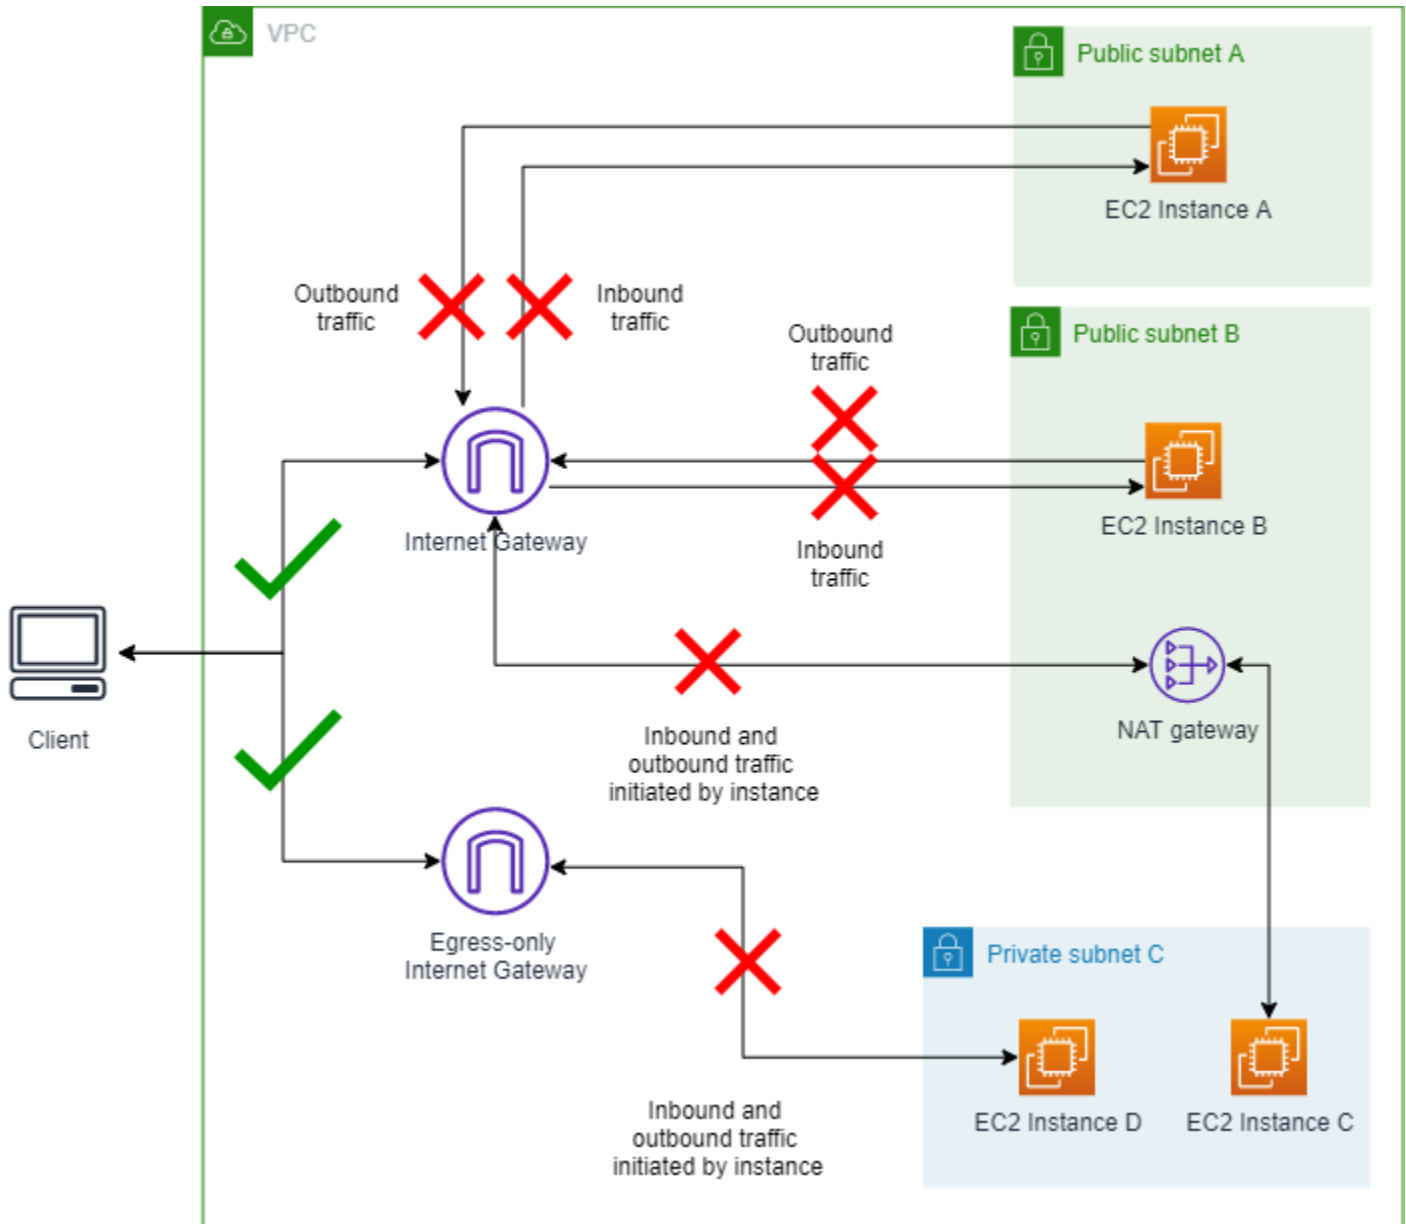 VPC
Public subnet A
EC2 Instance A
Outbound
traffic
Inbound
traffic
Public subnet B
Outbound
traffic
EC2 Instance B
Internet Gateway
Inbound
traffic
Client
NAT gateway
Inbound and
outbound traffic
initiated by instance
Egress-only
Internet Gateway
Private subnet C
EC2 Instance D
EC2 Instance C
Inbound and
outbound traffic
initiated by instance